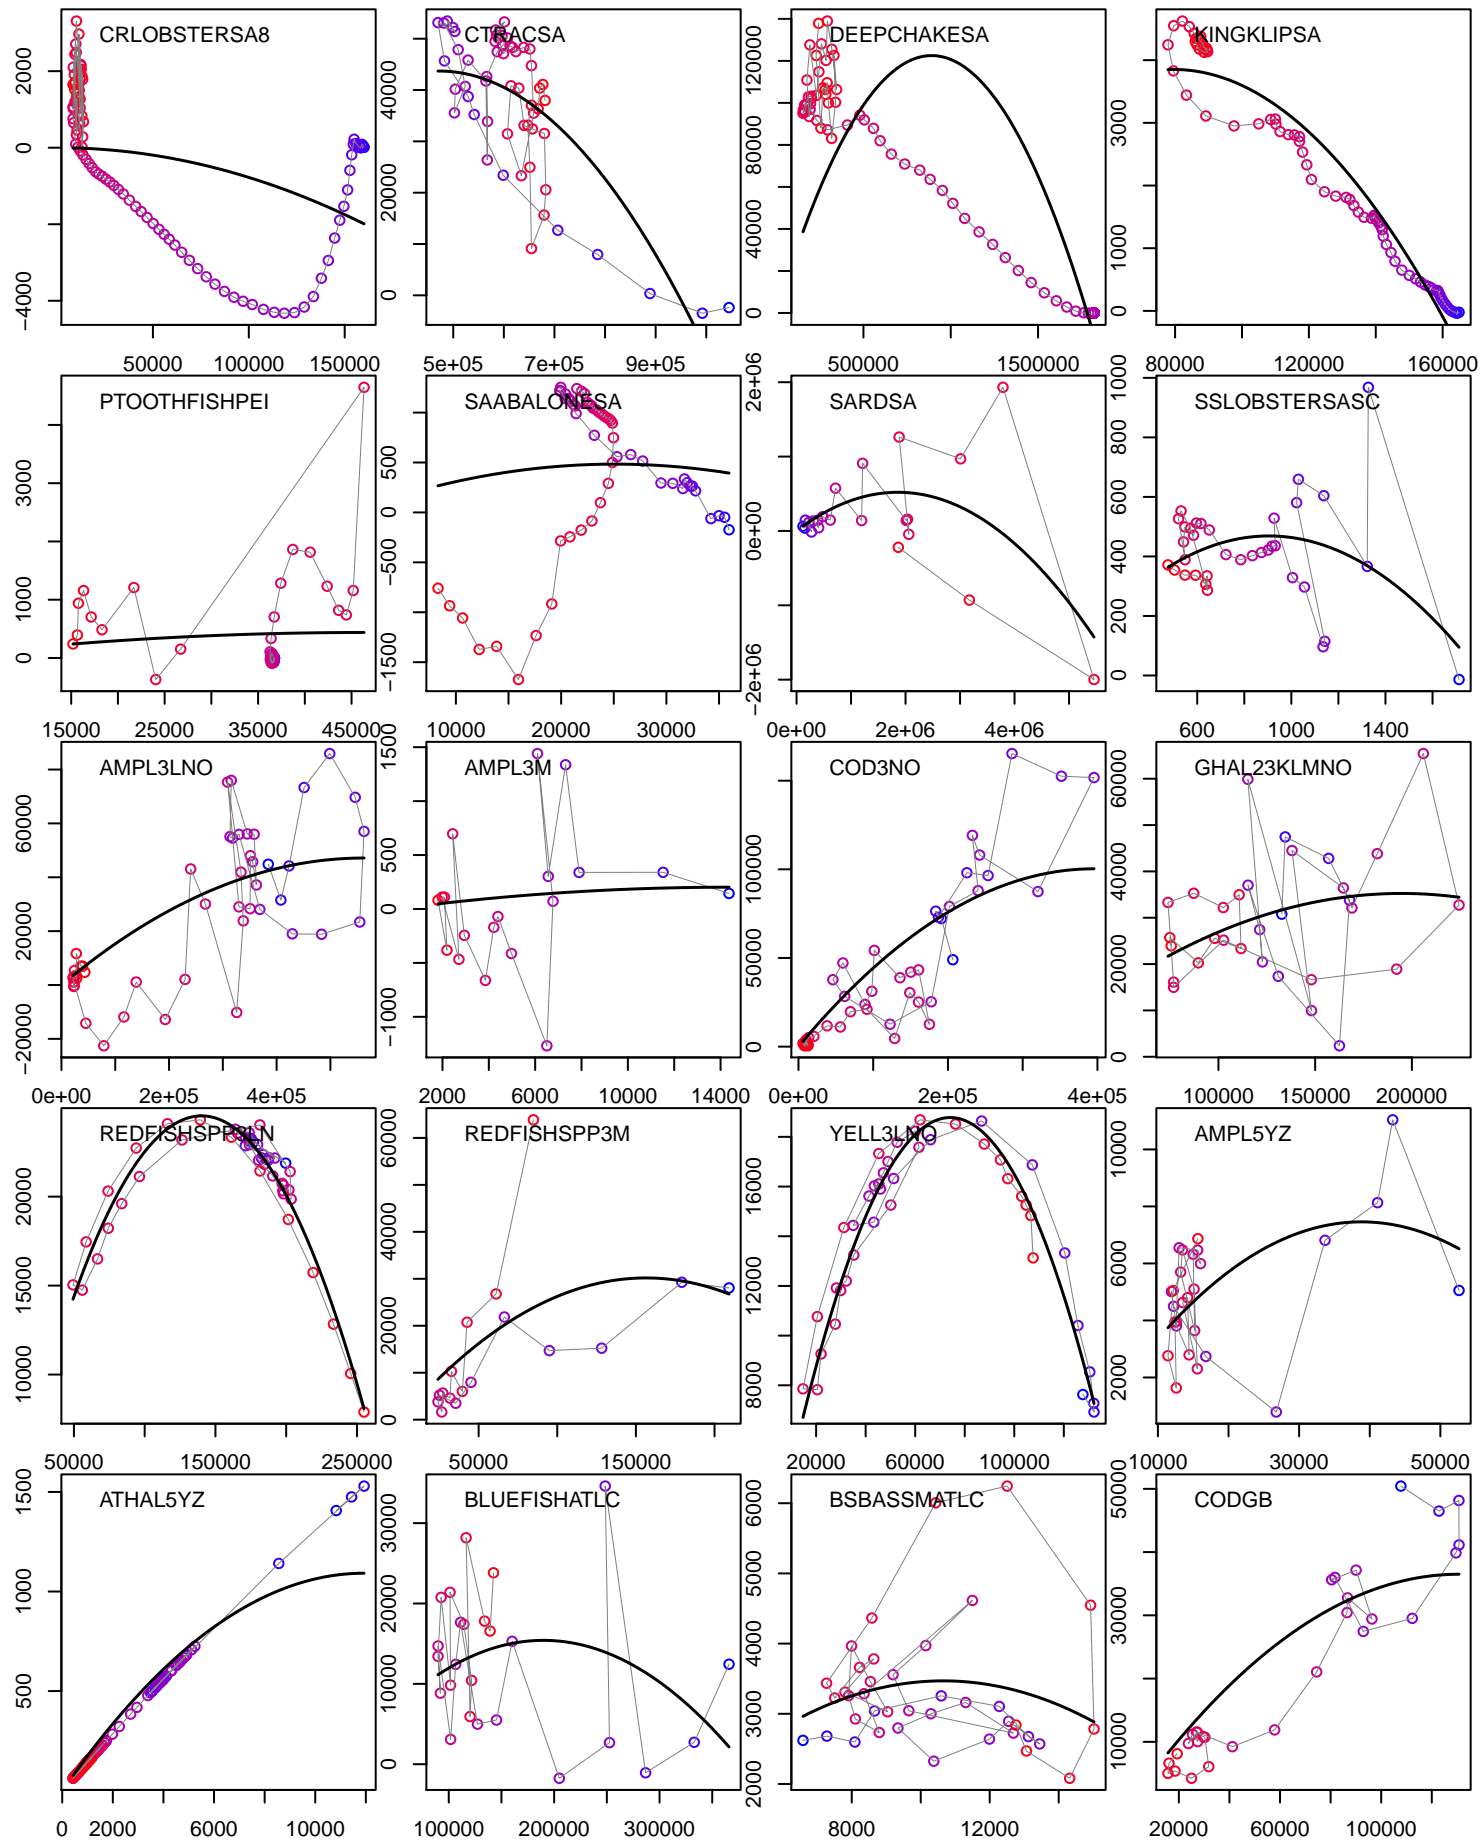 CRLOBSTERSA8 CTRACSA DEEPCHAKESA KINGKLIPSA
−4000 0 2000
0 20000 40000
0 40000 80000 120000
0 1000 3000
50000 100000 150000
5e+05 7e+05 9e+05
500000 1500000
80000 120000 160000
PTOOTHFISHPEI SAABALONESA SARDSA SSLOBSTERSASC
0 1000 3000
−1500 −500 0 500
−2e+06 0e+00 2e+06
0 200 400 600 800 1000
15000 25000 35000 45000
10000 20000 30000
0e+00 2e+06 4e+06
600 1000 1400
AMPL3LNO AMPL3M COD3NO GHAL23KLMNO
−20000 20000 60000
−1000 0 500 1500
0 50000 100000
0 20000 40000 60000
0e+00 2e+05 4e+05
2000 6000 10000 14000
0e+00 2e+05 4e+05
100000 150000 200000
REDFISHSPP3LN REDFISHSPP3M YELL3LNO AMPL5YZ
10000 15000 20000
0 20000 40000 60000
8000 12000 16000
2000 6000 10000
50000 150000 250000
50000 150000
20000 60000 100000
10000 30000 50000
ATHAL5YZ BLUEFISHATLC BSBASSMATLC CODGB
500 1000 1500
0 10000 20000 30000
2000 3000 4000 5000 6000
10000 30000 50000
0 2000 6000 10000
100000 200000 300000
8000 12000
20000 60000 100000